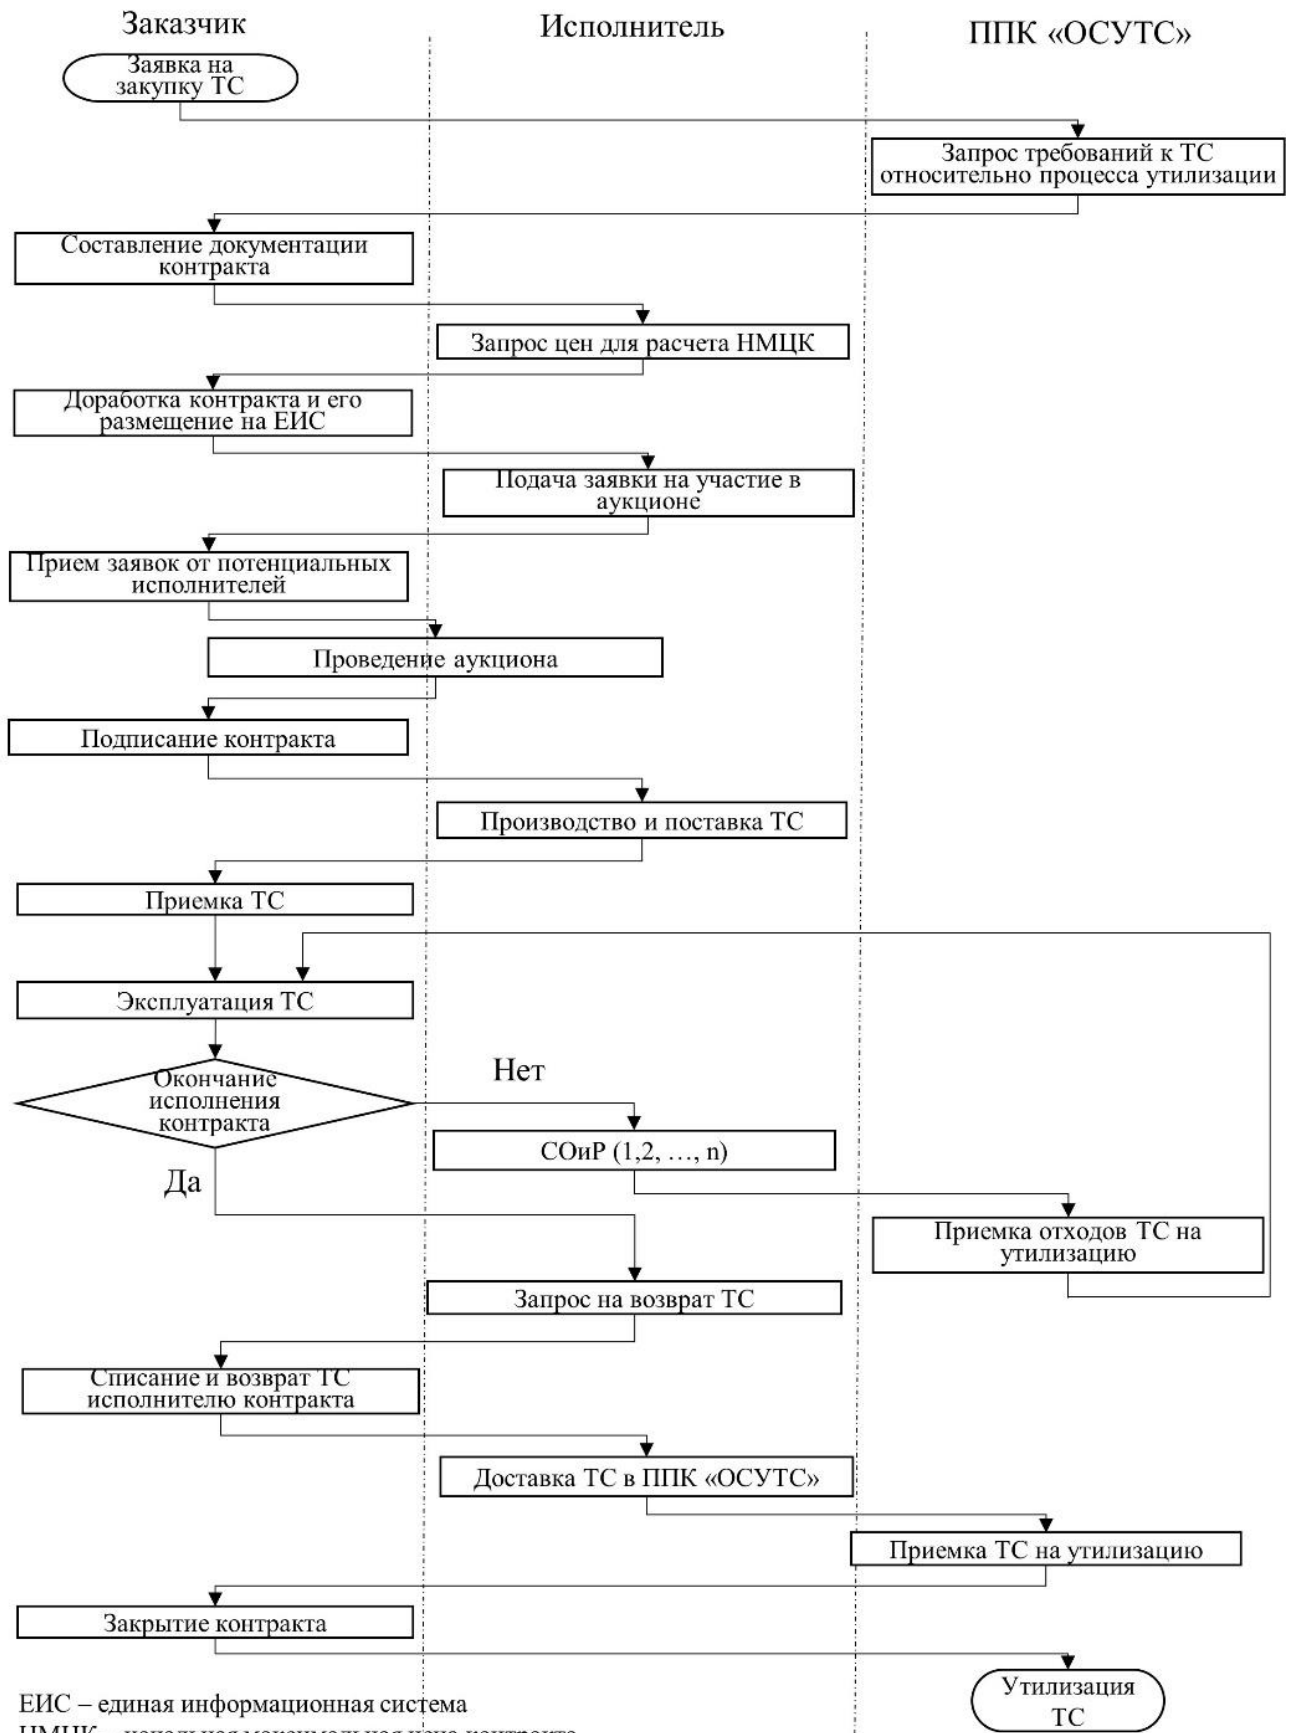 Заказчик
Исполнитель
ППК «ОСУТС»
Заявка на
закупку ТС
Запрос требований к ТС
относительно процесса утилизации
Составление документации
контракта
Запрос цен для расчета НМЦК
Доработка контракта и его
размещение на ЕИС
Подача заявки на участие в
аукционе
Прием заявок от потенциальных
исполнителей
Проведение аукциона
Подписание контракта
Производство и поставка ТС
Приемка ТС
Эксплуатация ТС
Окончание
исполнения
контракта
Нет
СОиР (1,2, …, n)
Да
Приемка отходов ТС на
утилизацию
Запрос на возврат ТС
Списание и возврат ТС
исполнителю контракта
Доставка ТС в ППК «ОСУТС»
Приемка ТС на утилизацию
Закрытие контракта
Утилизация
ТС
ЕИС – единая информационная система